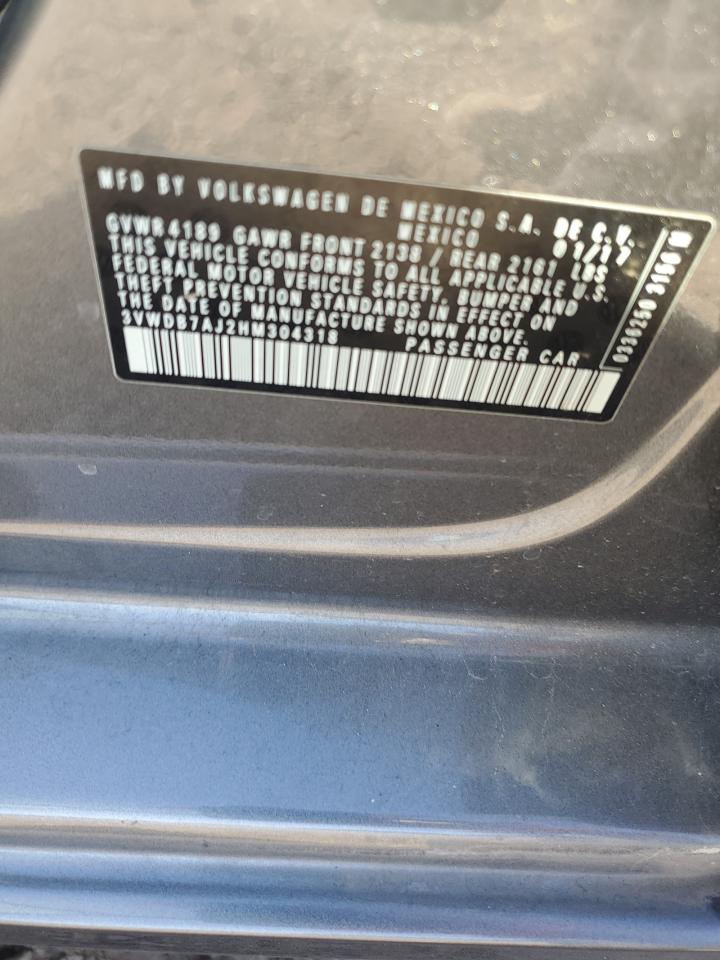 MFD BY VOLKSWAGEN DE MEXICO S.A. DE C.V.
MEXICO 01/17
GVWR 4189 GAWR FRONT 2138 / REAR 2161 LBS
THIS VEHICLE CONFORMS TO ALL APPLICABLE U.S.
FEDERAL MOTOR VEHICLE SAFETY, BUMPER AND
THEFT PREVENTION STANDARDS IN EFFECT ON
THE DATE OF MANUFACTURE SHOWN ABOVE.
3VWDB7AJ2HM304318 PASSENGER CAR